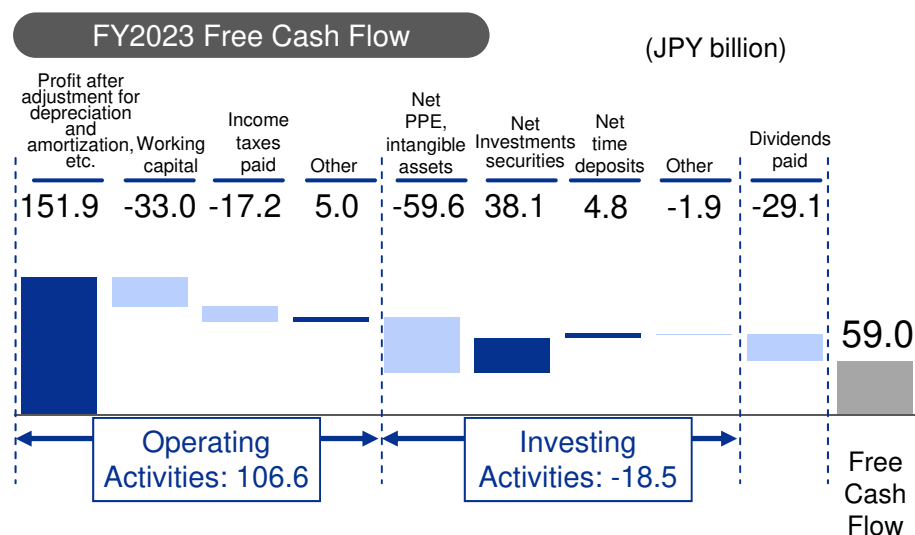 FY2023 Free Cash Flow
(JPY billion)
Profit after
adjustment for
depreciation
and
amortization,
etc.
Working
capital
Income
taxes
paid
Other
Net
PPE,
intangible
assets
Net
Investments
securities
Net
time
deposits
Other
Dividends
paid
151.9
-33.0
-17.2
5.0
-59.6
38.1
4.8
-1.9
-29.1
59.0
Operating
Activities: 106.6
Investing
Activities: -18.5
Free
Cash
Flow